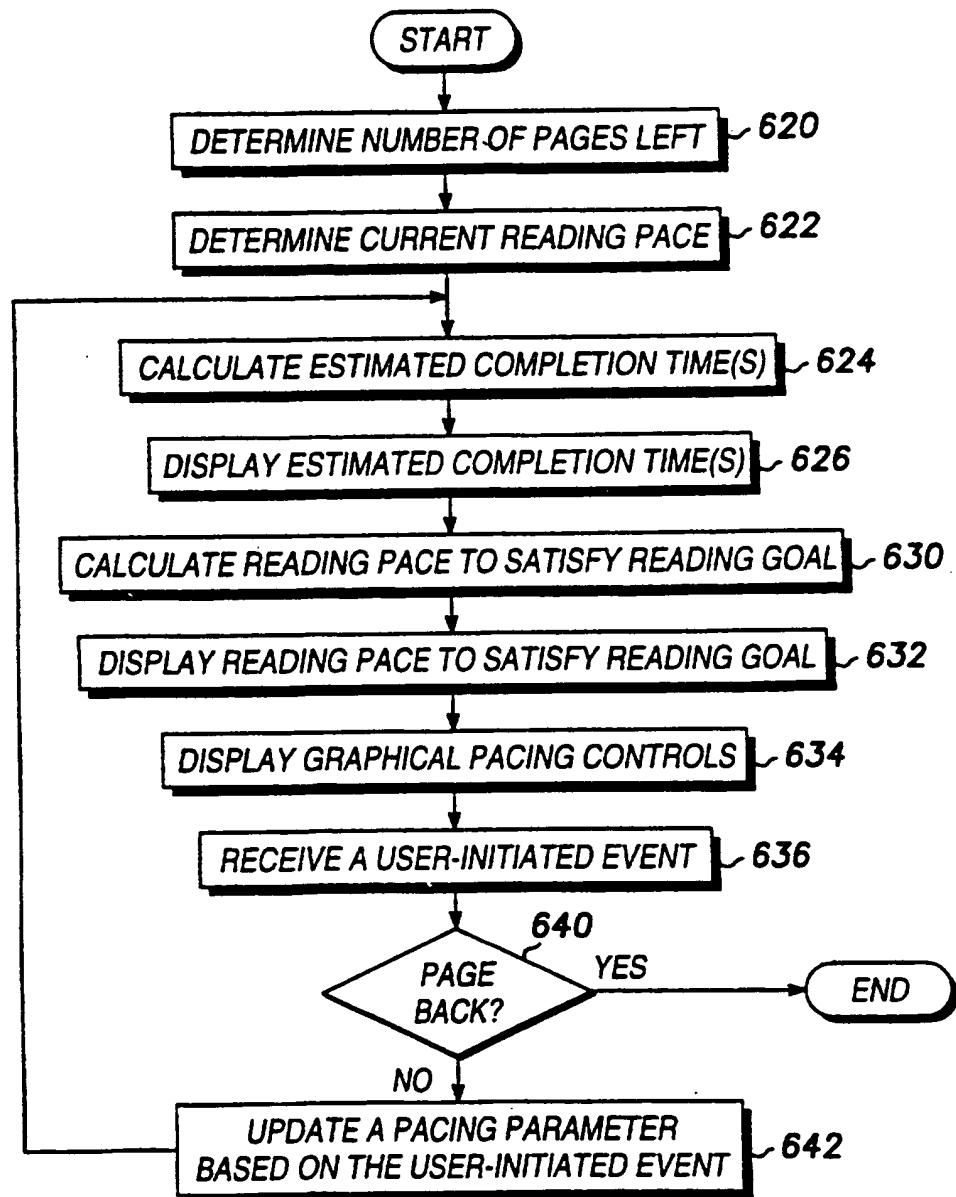 START
DETERMINE NUMBER OF PAGES LEFT
620
DETERMINE CURRENT READING PACE
622
CALCULATE ESTIMATED COMPLETION TIME(S)
624
DISPLAY ESTIMATED COMPLETION TIME(S)
626
CALCULATE READING PACE TO SATISFY READING GOAL
630
DISPLAY READING PACE TO SATISFY READING GOAL
632
DISPLAY GRAPHICAL PACING CONTROLS
634
RECEIVE A USER-INITIATED EVENT
636
640
PAGE
BACK?
YES
END
NO
UPDATE A PACING PARAMETER
BASED ON THE USER-INITIATED EVENT
642